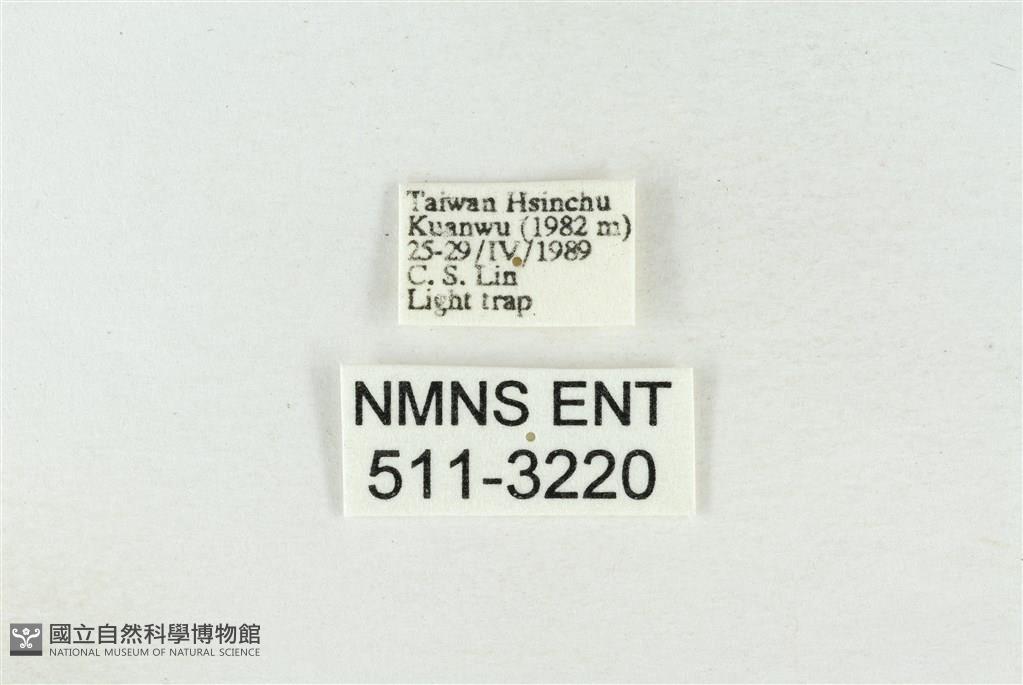 Taiwan Hsinchu
Kuanwu (1982 m)
25-29/IV/1989
C. S. Lin
Light trap
NMNS ENT
511-3220
國立自然科學博物館
NATIONAL MUSEUM OF NATURAL SCIENCE